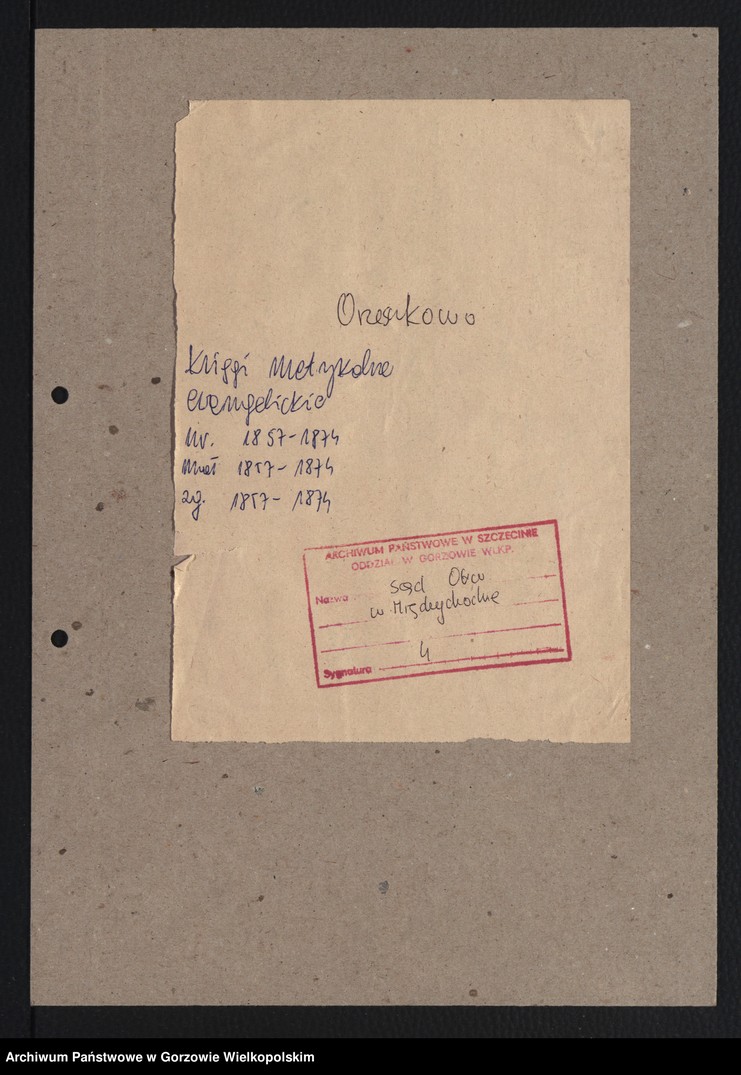 Orzeszkowo
Księgi metrykalne
ewangelickie
ur. 1857-1874
małż 1857-1874
zg. 1857-1874
ARCHIWUM PAŃSTWOWE W SZCZECINIE
ODDZIAŁ W GORZOWIE WLKP.
Nazwa
Sąd Obw
w Międzychodzie
4
Sygnatura
Archiwum Państwowe w Gorzowie Wielkopolskim